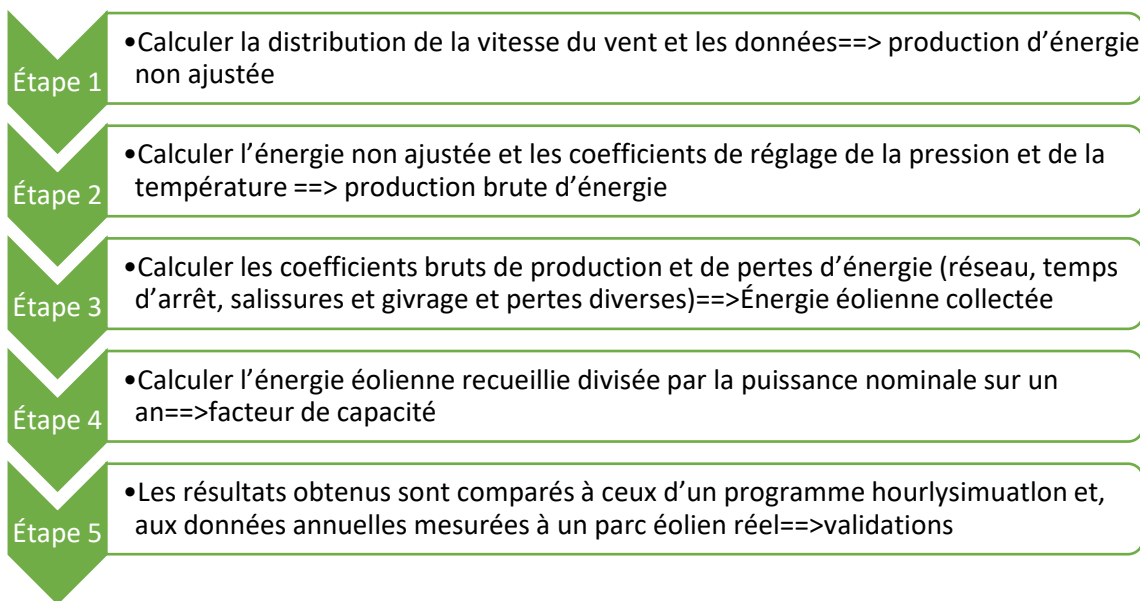 Étape 1
•Calculer la distribution de la vitesse du vent et les données==> production d’énergie
non ajustée
Étape 2
•Calculer l’énergie non ajustée et les coefficients de réglage de la pression et de la
température ==> production brute d’énergie
Étape 3
•Calculer les coefficients bruts de production et de pertes d’énergie (réseau, temps
d’arrêt, salissures et givrage et pertes diverses)==>Énergie éolienne collectée
Étape 4
•Calculer l’énergie éolienne recueillie divisée par la puissance nominale sur un
an==>facteur de capacité
Étape 5
•Les résultats obtenus sont comparés à ceux d’un programme hourlysimuatlon et,
aux données annuelles mesurées à un parc éolien réel==>validations